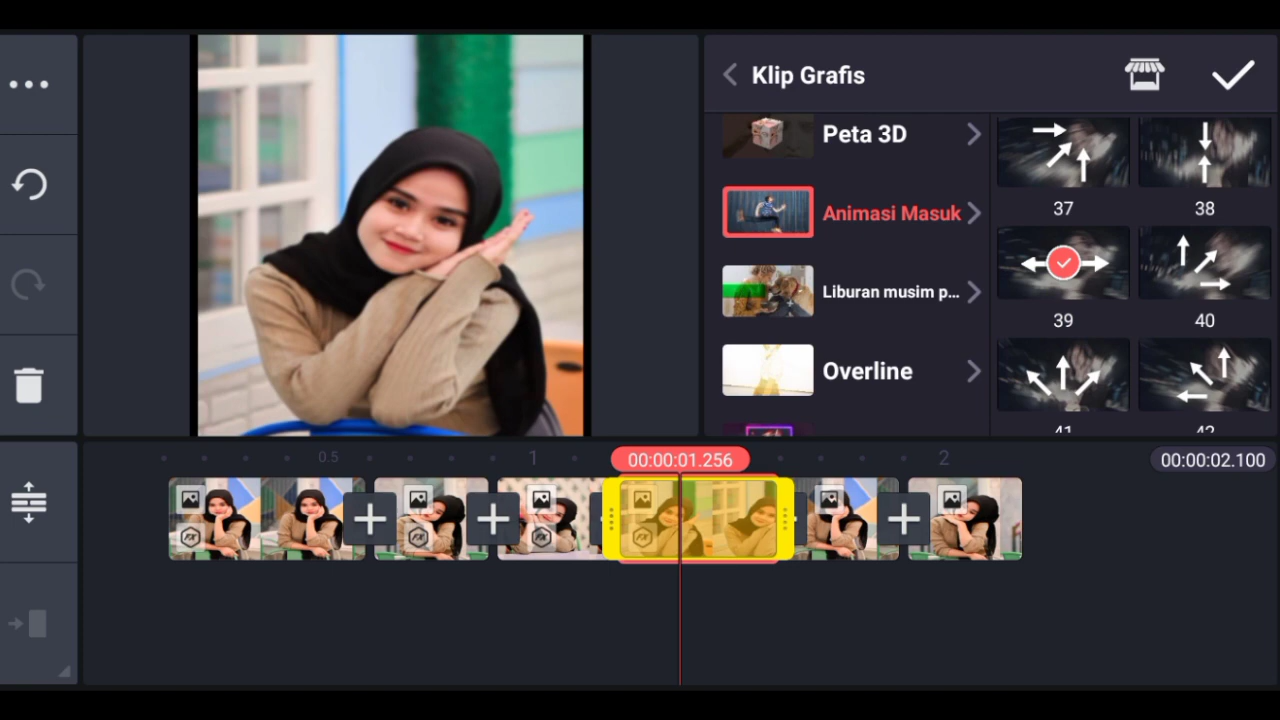 Klip Grafis
Peta 3D
Animasi Masuk
Liburan musim p...
Overline
37
38
39
40
41
42
0.5
1
00:00:01.256
2
00:00:02.100